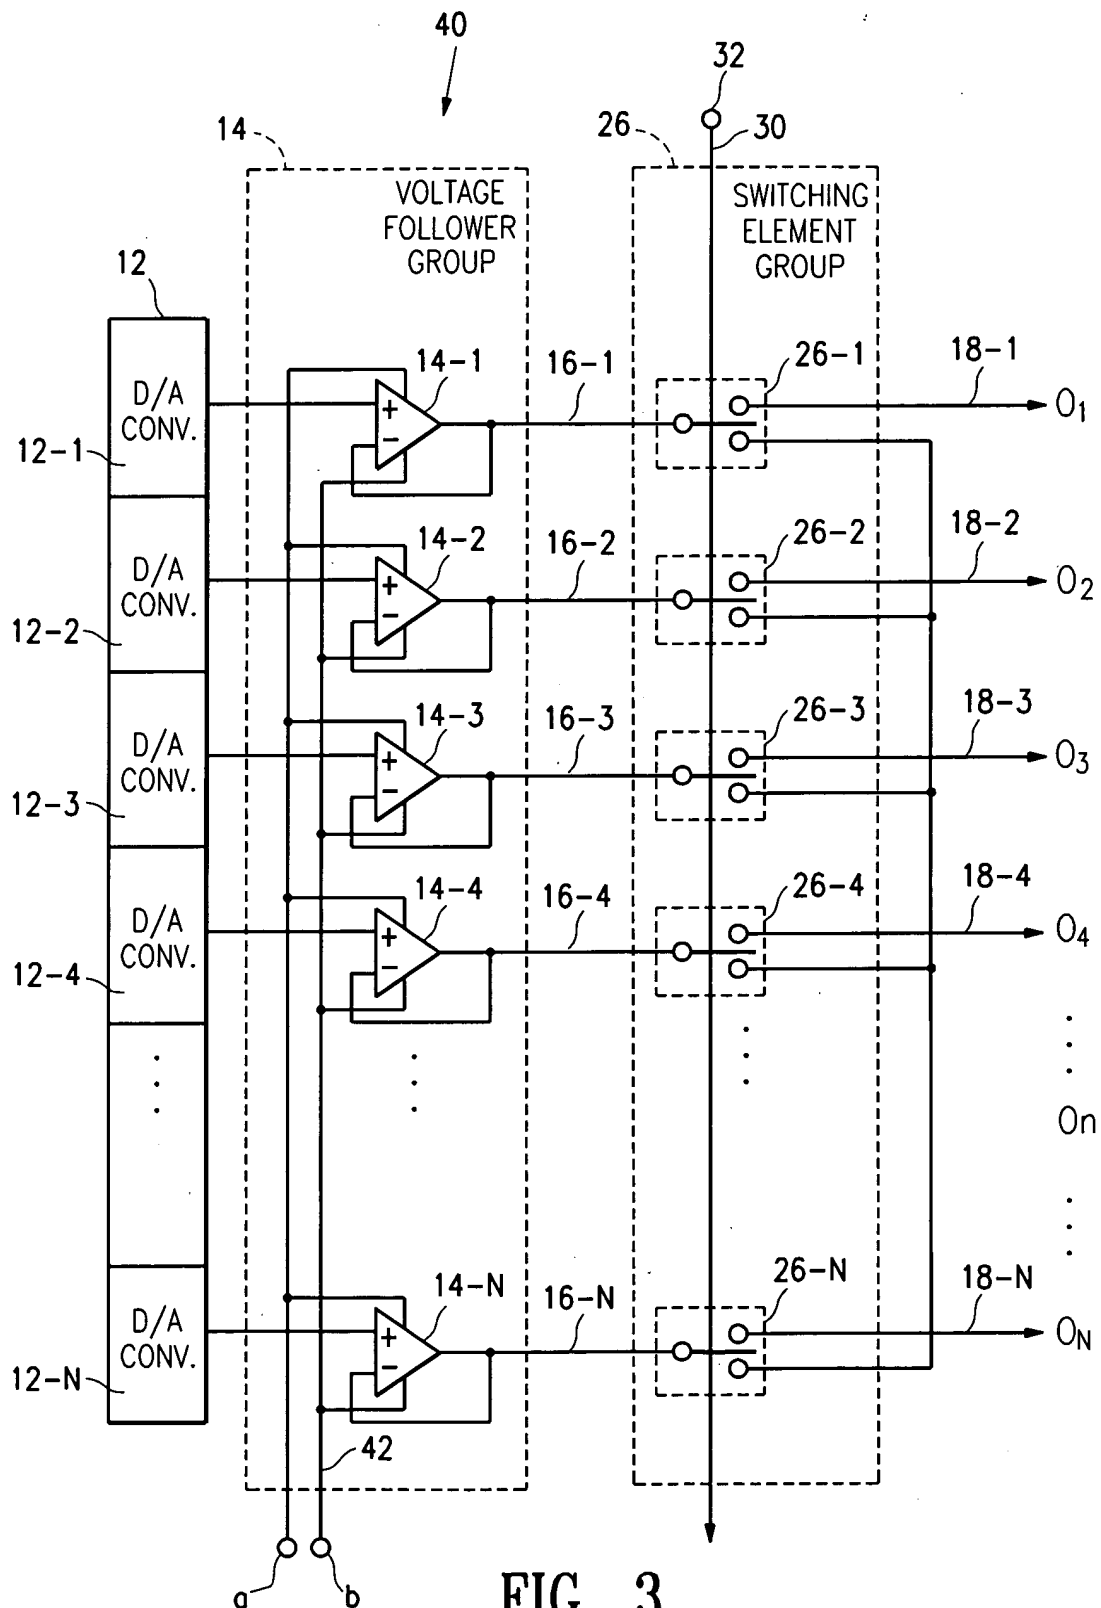 40
32
14
26
30
VOLTAGE
FOLLOWER
GROUP
SWITCHING
ELEMENT
GROUP
12
D/A
CONV.
12-1
14-1
+
−
16-1
26-1
18-1
O1
D/A
CONV.
12-2
14-2
+
−
16-2
26-2
18-2
O2
D/A
CONV.
12-3
14-3
+
−
16-3
26-3
18-3
O3
D/A
CONV.
12-4
14-4
+
−
16-4
26-4
18-4
O4
On
D/A
CONV.
12-N
14-N
+
−
16-N
26-N
18-N
ON
42
a
b
FIG. 3